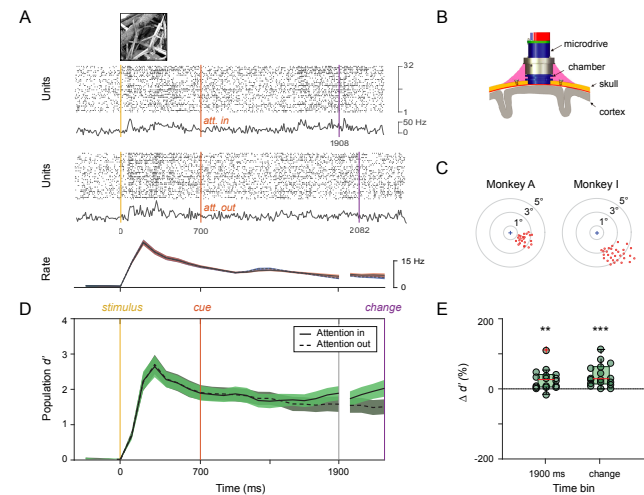 A
Units
32
1
50 Hz
0
att. in
1908
Units
att. out
0
700
2082
Rate
15 Hz
0
B
microdrive
chamber
skull
cortex
C
Monkey A
Monkey I
5°
3°
1°
5°
3°
1°
D
stimulus
cue
change
Population d'
4
3
2
1
0
Attention in
Attention out
0
700
1900
Time (ms)
E
Δ d' (%)
200
0
-200
**
***
1900 ms
change
Time bin